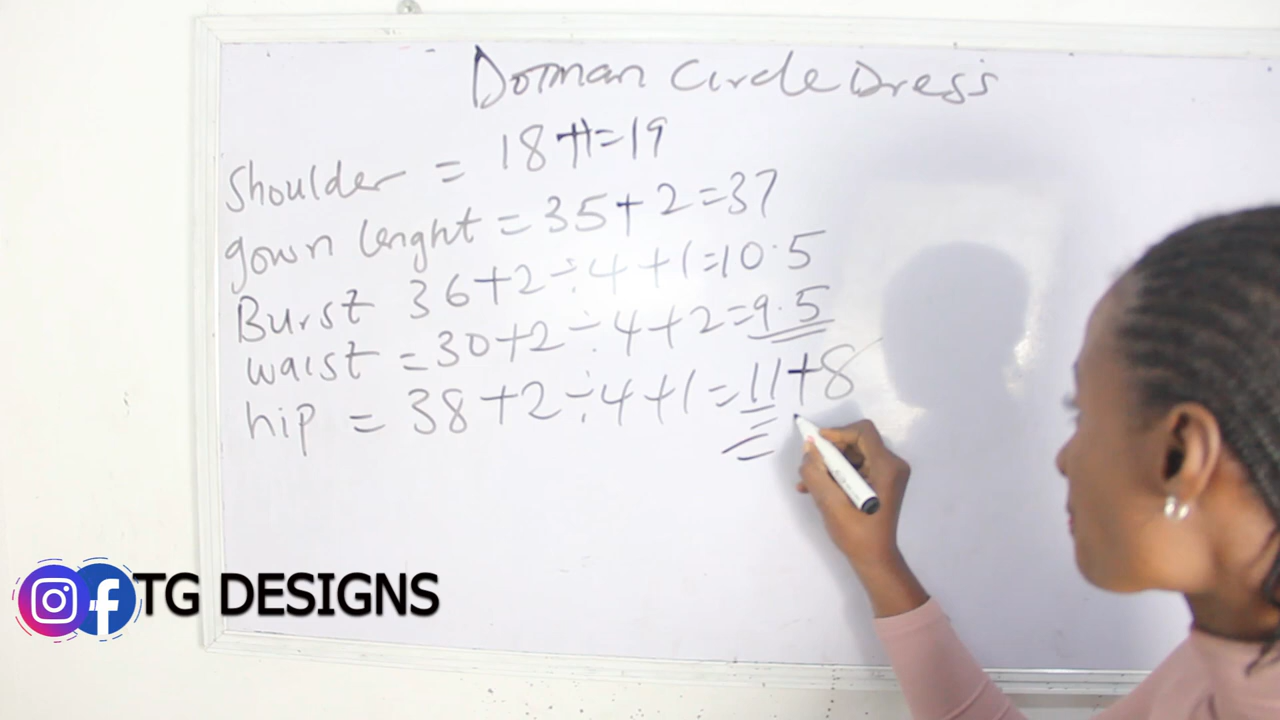 Dolman Circle Dress
Shoulder = 18+1=19
gown lenght = 35+2=37
Burst 36+2÷4+1=10.5
waist =30+2÷4+2=9.5
hip = 38+2÷4+1=11+8
TG DESIGNS